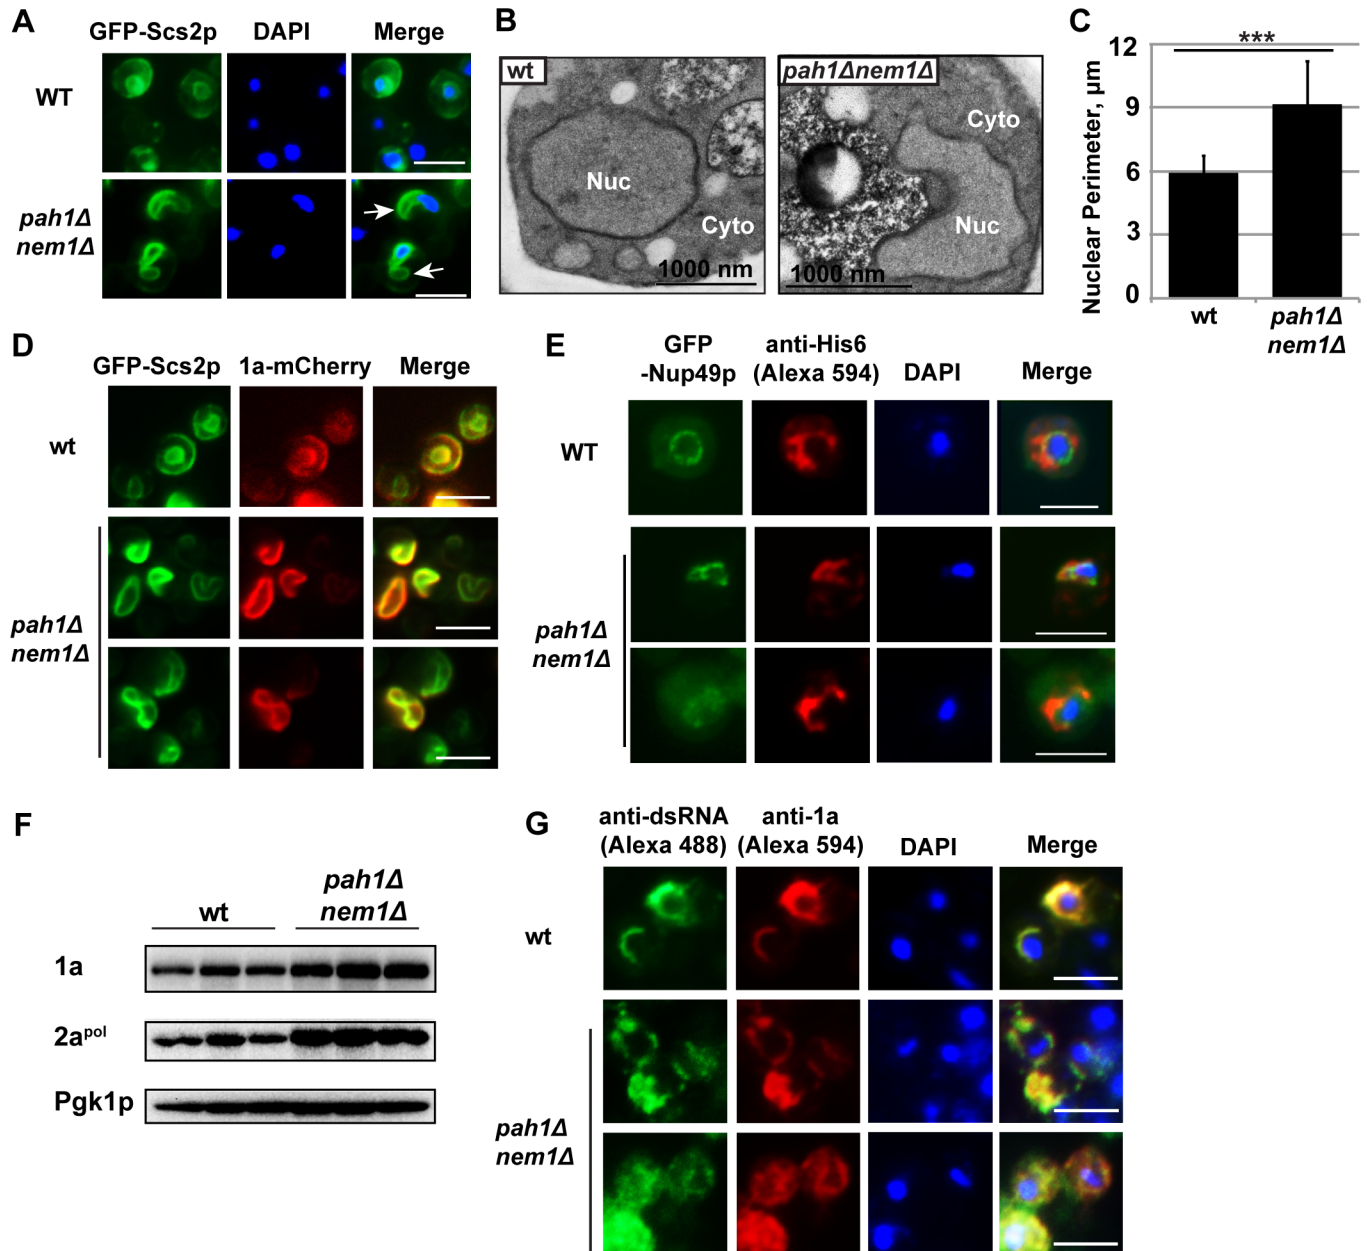 A
GFP-Scs2p DAPI Merge
WT
pah1Δ
nem1Δ
B
wt
Nuc
Cyto
1000 nm
pah1Δnem1Δ
Cyto
Nuc
1000 nm
C
Nuclear Perimeter, µm
12
9
6
3
0
***
wt
pah1Δ
nem1Δ
D
GFP-Scs2p 1a-mCherry Merge
wt
pah1Δ
nem1Δ
E
GFP
-Nup49p
anti-His6
(Alexa 594)
DAPI
Merge
WT
pah1Δ
nem1Δ
F
wt
pah1Δ
nem1Δ
1a
2apol
Pgk1p
G
anti-dsRNA
(Alexa 488)
anti-1a
(Alexa 594)
DAPI
Merge
wt
pah1Δ
nem1Δ